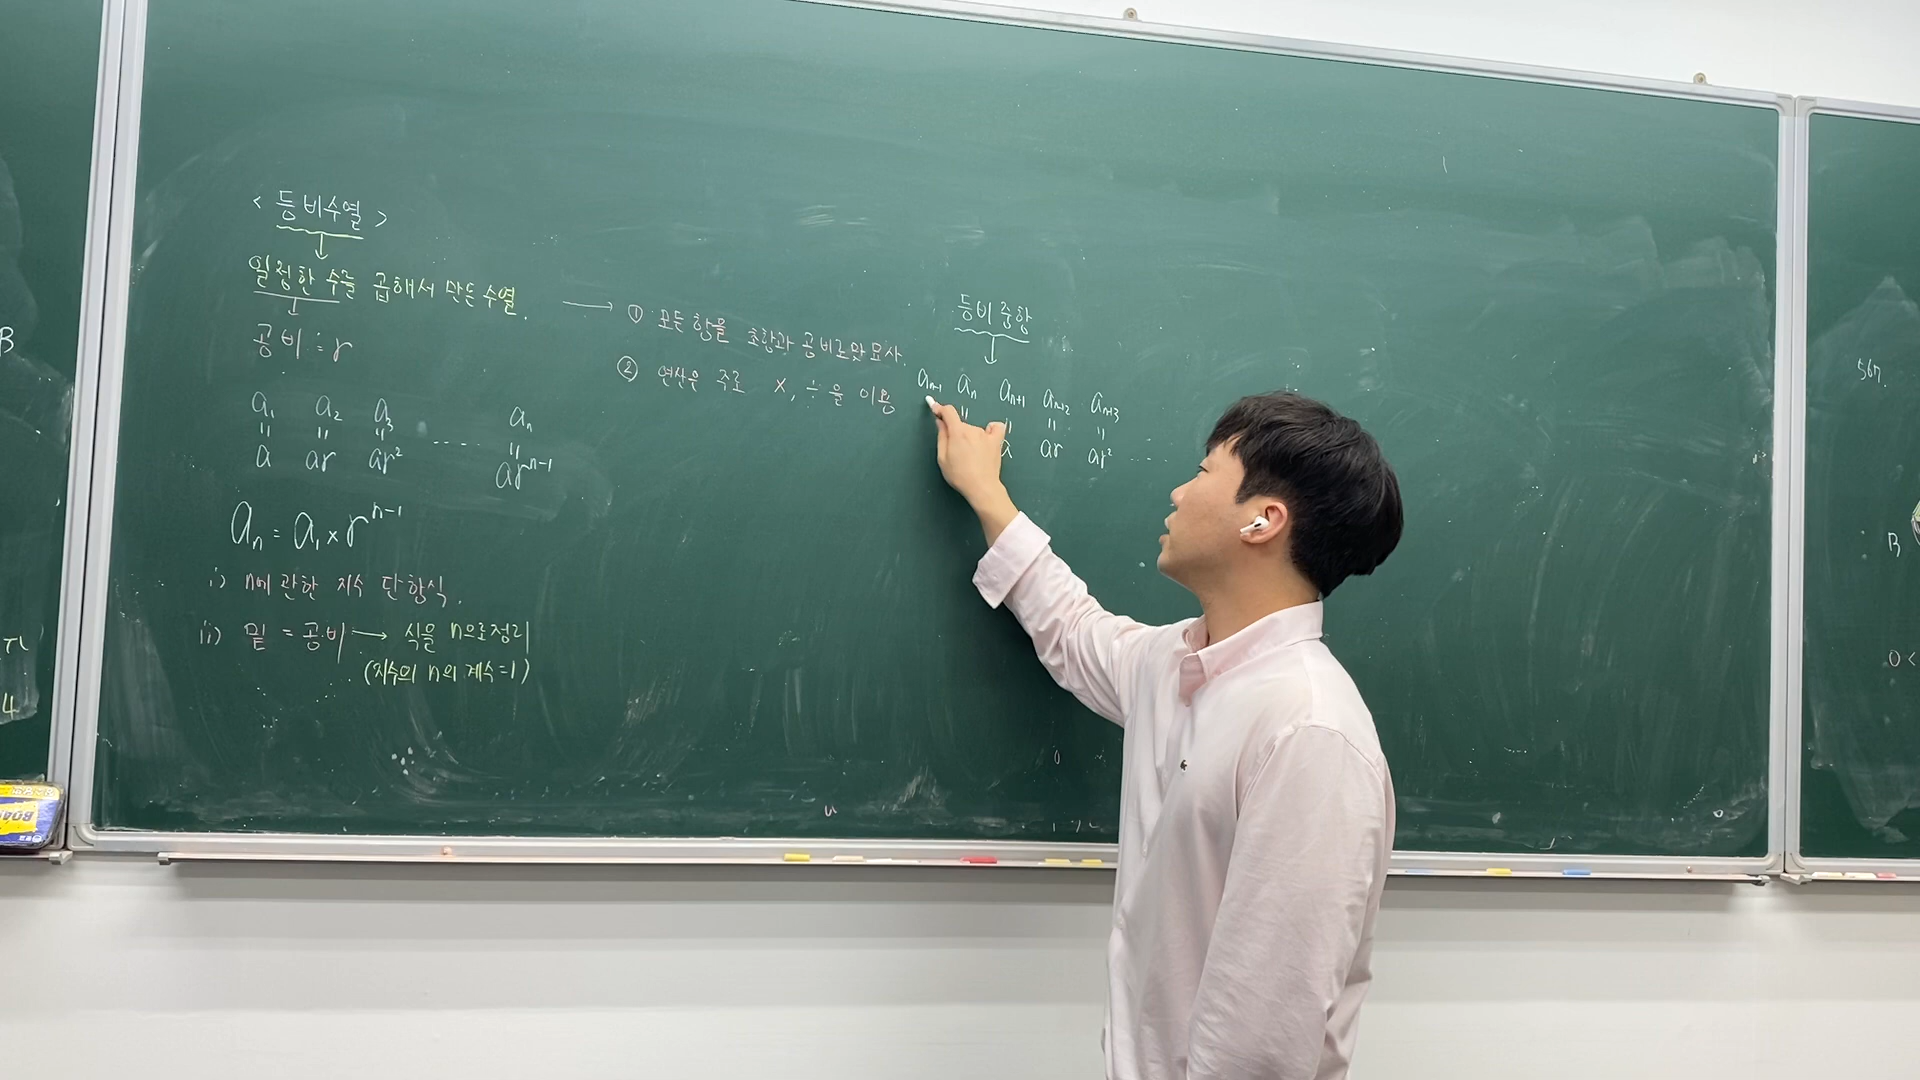 < 등비수열 >
↓
일정한 수를 곱해서 만든 수열.
↓
공비 : r
a₁ a₂ a₃ ..... aₙ
" " " "
a ar ar² arⁿ⁻¹
aₙ = a₁ × rⁿ⁻¹
i) n에 관한 지수 단항식.
ii) 밑 = 공비 → 식을 n으로 정리
(지수의 n의 계수 = 1)
→ ① 모든 항을 초항과 공비로 묘사.
② 연산은 주로 ×, ÷ 을 이용
등비중항
↓
aₙ₋₁ aₙ aₙ₊₁ aₙ₊₂ aₙ₊₃
" " " "
a ar ar² ....
B
π
4
567.
B
0 <